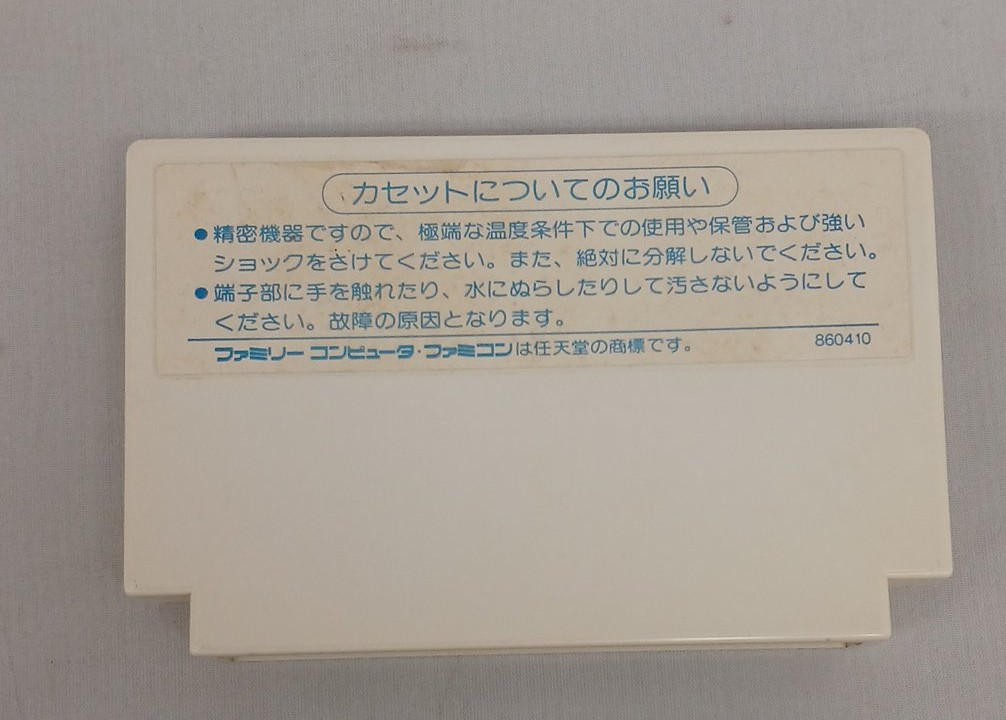 カセットについてのお願い
●精密機器ですので、極端な温度条件下での使用や保管および強い
ショックをさけてください。また、絶対に分解しないでください。
●端子部に手を触れたり、水にぬらしたりして汚さないようにして
ください。故障の原因となります。
ファミリー コンピュータ・ファミコンは任天堂の商標です。 860410